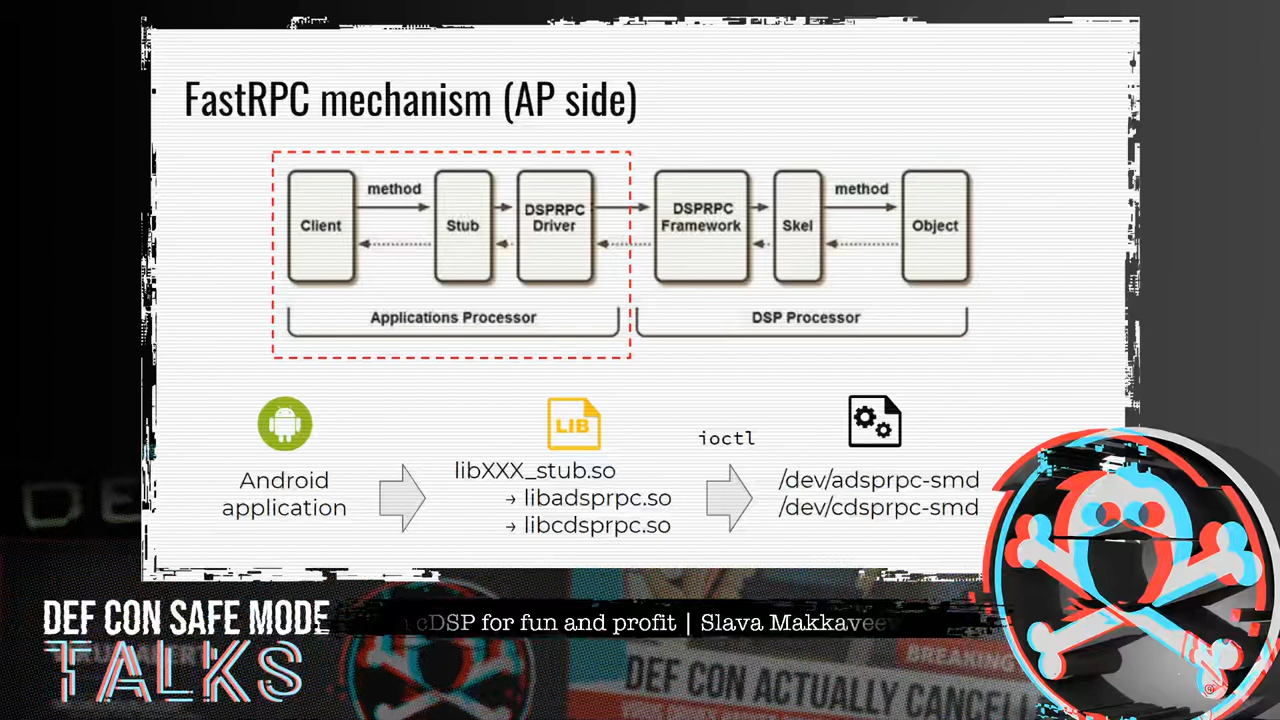 FastRPC mechanism (AP side)
Client
method
Stub
DSPRPC
Driver
DSPRPC
Framework
Skel
method
Object
Applications Processor
DSP Processor
LIB
ioctl
Android
application
libXXX_stub.so
→ libadsprpc.so
→ libcdsprpc.so
/dev/adsprpc-smd
/dev/cdsprpc-smd
DEF CON SAFE MODE
TALKS
cDSP for fun and profit | Slava Makkaveev
BREAKING
DEF CON ACTUALLY CANCELL